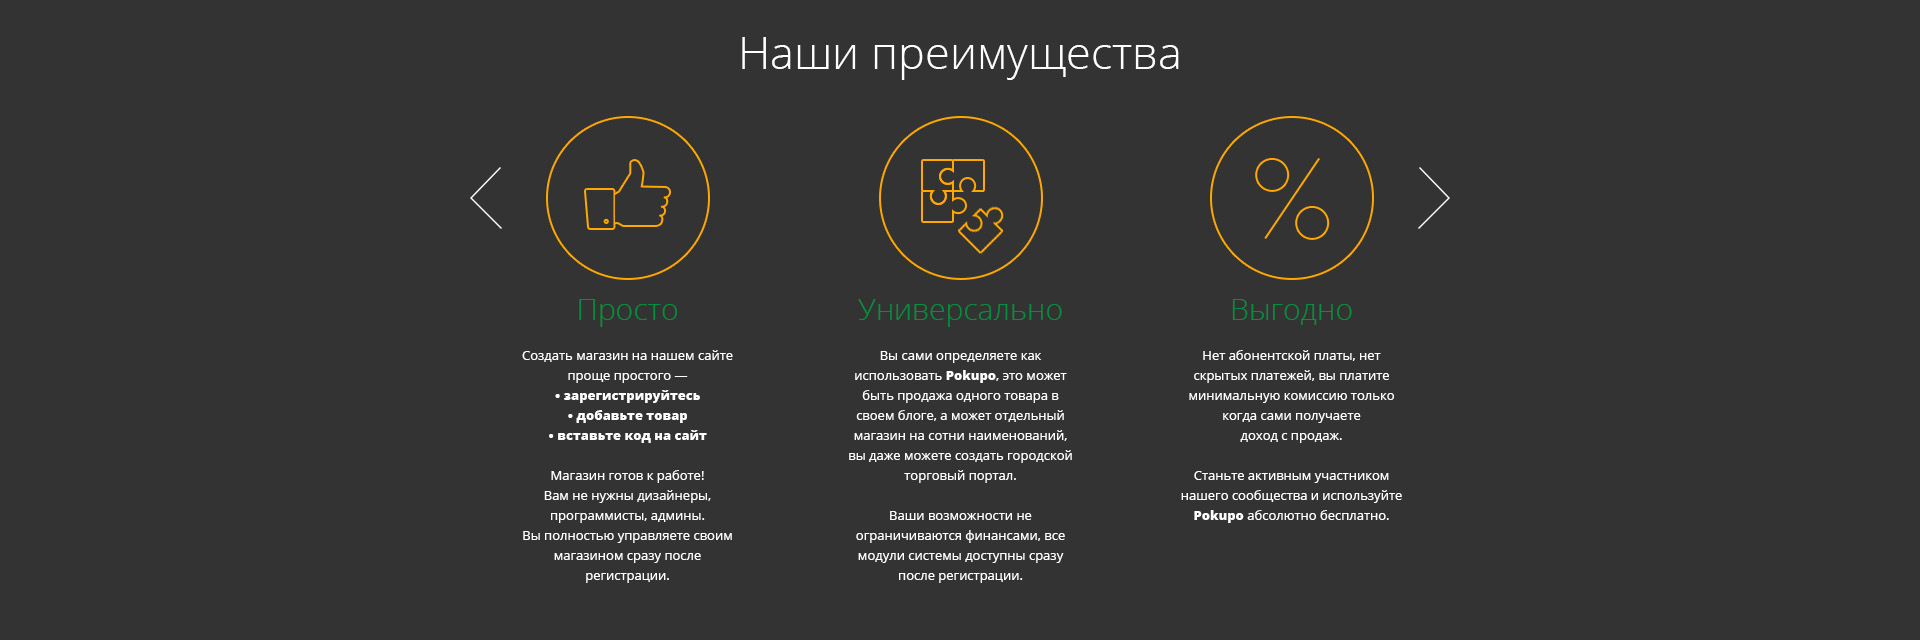 Наши преимущества
Просто
Создать магазин на нашем сайте
проще простого —
• зарегистрируйтесь
• добавьте товар
• вставьте код на сайт
Магазин готов к работе!
Вам не нужны дизайнеры,
программисты, админы.
Вы полностью управляете своим
магазином сразу после
регистрации.
Универсально
Вы сами определяете как
использовать Pokupo, это может
быть продажа одного товара в
своем блоге, а может отдельный
магазин на сотни наименований,
вы даже можете создать городской
торговый портал.
Ваши возможности не
ограничиваются финансами, все
модули системы доступны сразу
после регистрации.
Выгодно
Нет абонентской платы, нет
скрытых платежей, вы платите
минимальную комиссию только
когда сами получаете
доход с продаж.
Станьте активным участником
нашего сообщества и используйте
Pokupo абсолютно бесплатно.